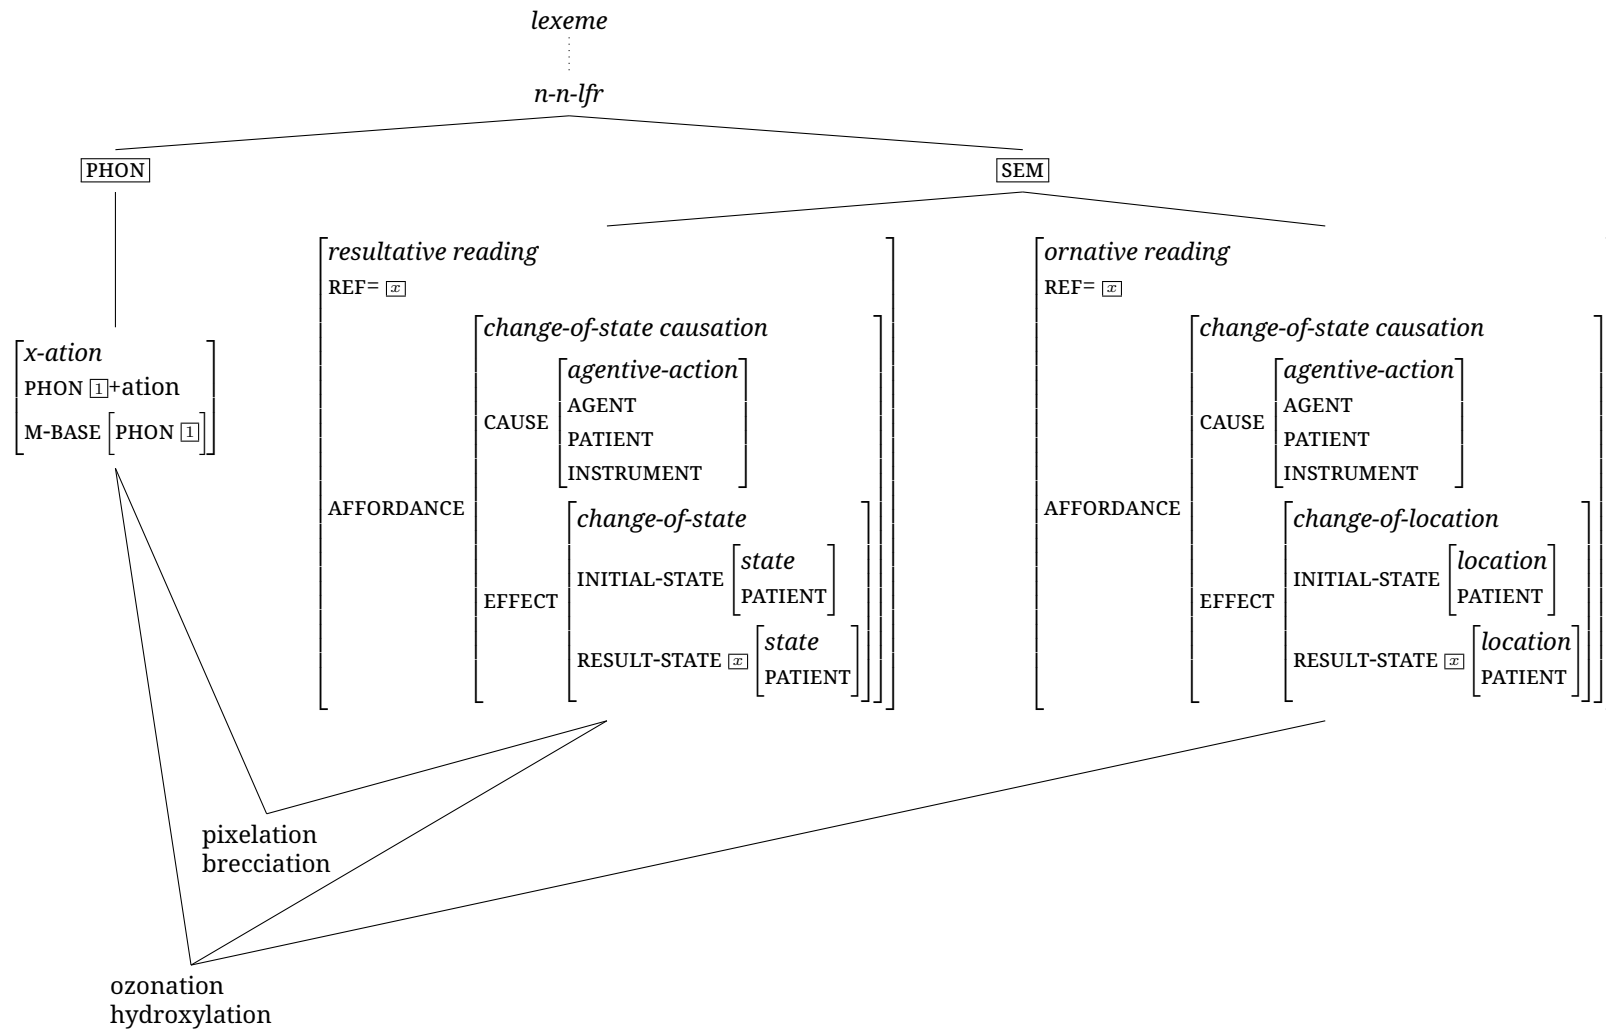 lexeme
n-n-lfr
PHON
SEM
x-ation
PHON 1+ation
M-BASE [PHON 1]
resultative reading
REF= x
AFFORDANCE
change-of-state causation
CAUSE
agentive-action
AGENT
PATIENT
INSTRUMENT
EFFECT
change-of-state
INITIAL-STATE
state
PATIENT
RESULT-STATE x
state
PATIENT
ornative reading
REF= x
AFFORDANCE
change-of-state causation
CAUSE
agentive-action
AGENT
PATIENT
INSTRUMENT
EFFECT
change-of-location
INITIAL-STATE
location
PATIENT
RESULT-STATE x
location
PATIENT
pixelation
brecciation
ozonation
hydroxylation